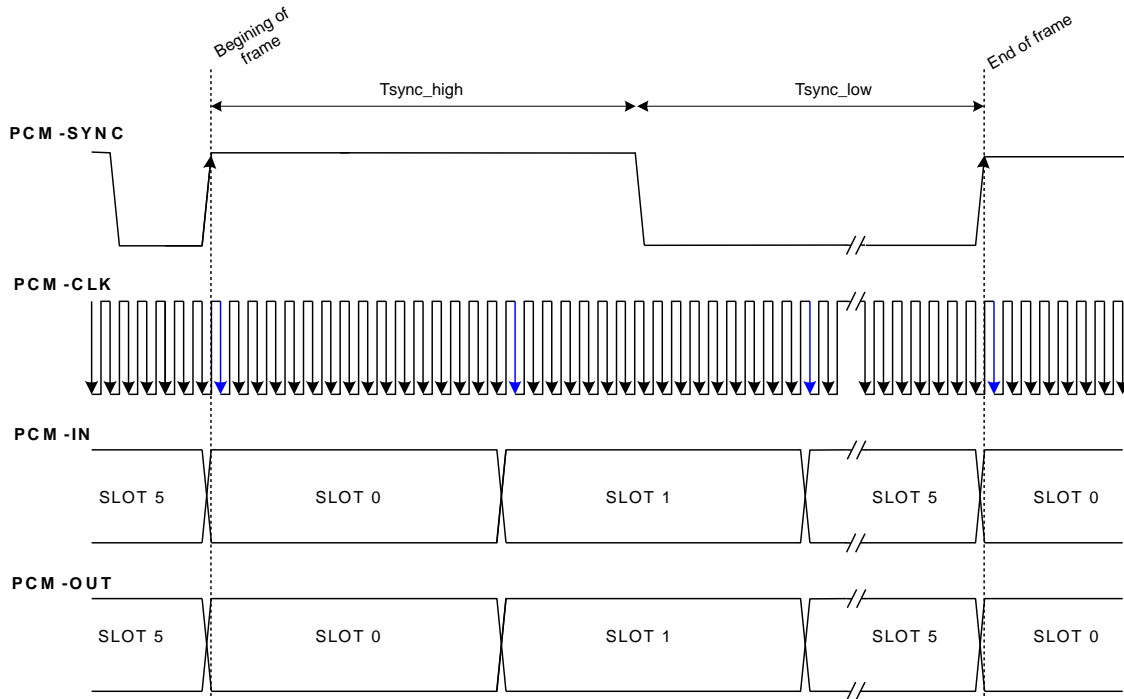 Begining of
frame
End of frame
Tsync_high
Tsync_low
PCM-SYNC
PCM-CLK
PCM-IN
SLOT 5
SLOT 0
SLOT 1
SLOT 5
SLOT 0
PCM-OUT
SLOT 5
SLOT 0
SLOT 1
SLOT 5
SLOT 0